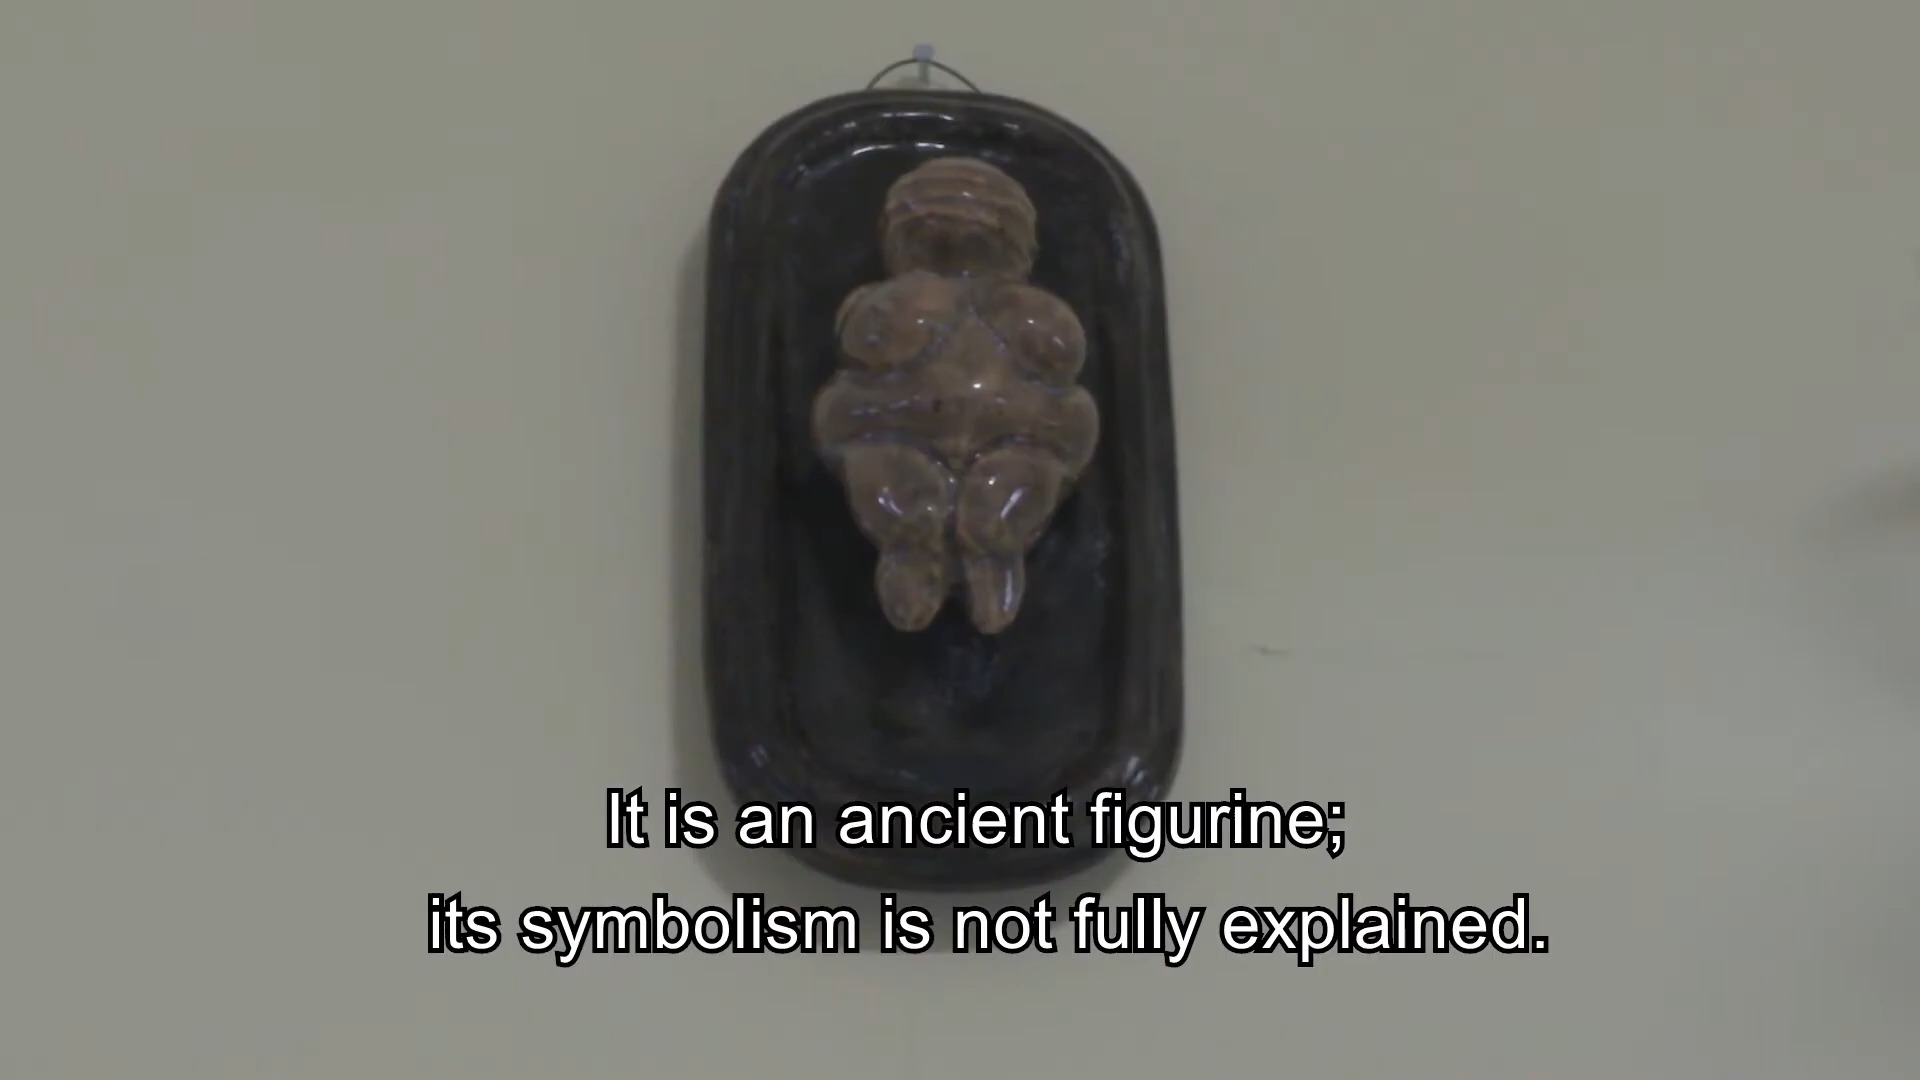 It is an ancient figurine;
its symbolism is not fully explained.